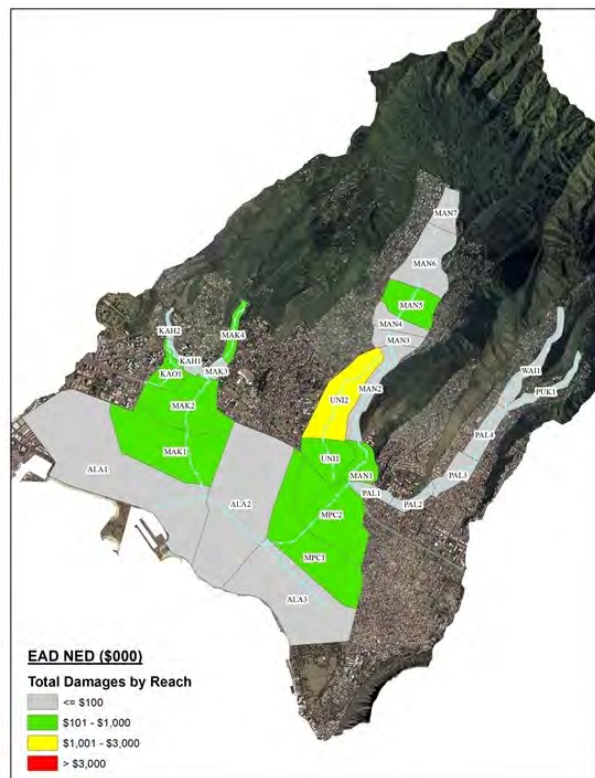 MAN7
MAN6
MAN5
MAN4
MAN3
KAH2
MAK4
KAH1
MAK3
KAO1
WAI1
PUK1
UNI2
MAN2
MAK2
PAL4
MAK1
UNI1
PAL3
ALA1
ALA2
MAN1
PAL1
PAL2
MPC2
MPC1
ALA3
EAD NED ($000)
Total Damages by Reach
<= $100
$101 - $1,000
$1,001 - $3,000
> $3,000